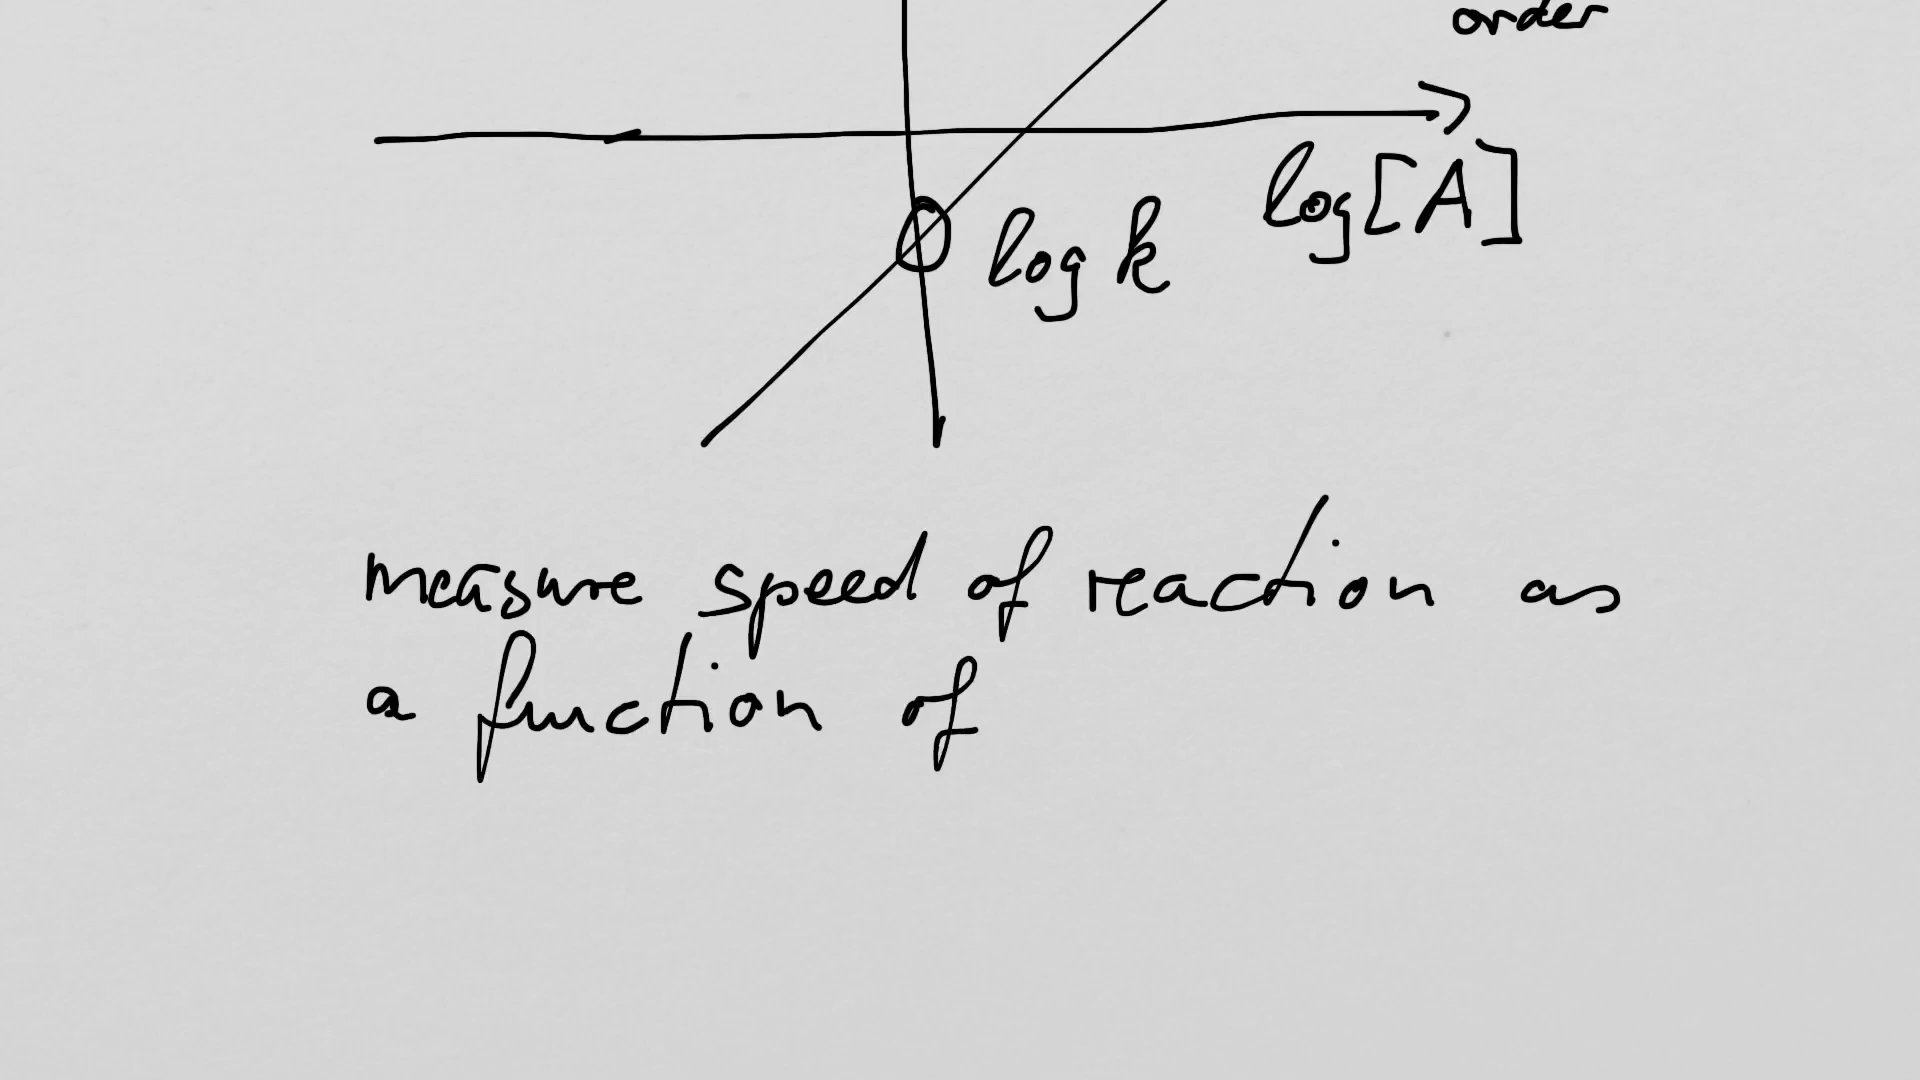 order
log[A]
log k
measure speed of reaction as
a function of